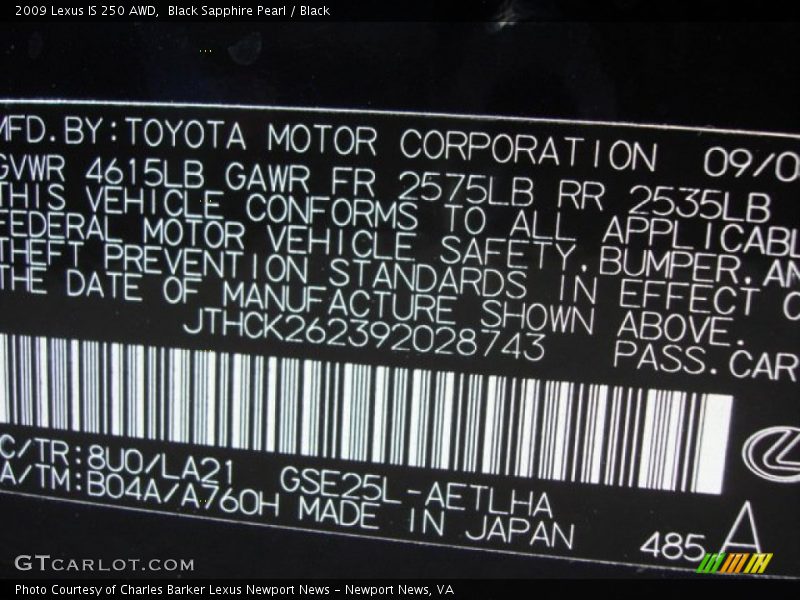 2009 Lexus IS 250 AWD,  Black Sapphire Pearl / Black
MFD.BY:TOYOTA MOTOR CORPORATION 09/0
GVWR 4615LB GAWR FR 2575LB RR 2535LB
THIS VEHICLE CONFORMS TO ALL APPLICABL
FEDERAL MOTOR VEHICLE SAFETY,BUMPER,AN
THEFT PREVENTION STANDARDS IN EFFECT O
THE DATE OF MANUFACTURE SHOWN ABOVE.
JTHCK262392028743 PASS.CAR
C/TR:8U0/LA21 GSE25L-AETLHA
A/TM:B04A/A760H MADE IN JAPAN 485 A
GTCARLOT.COM
Photo Courtesy of Charles Barker Lexus Newport News - Newport News, VA